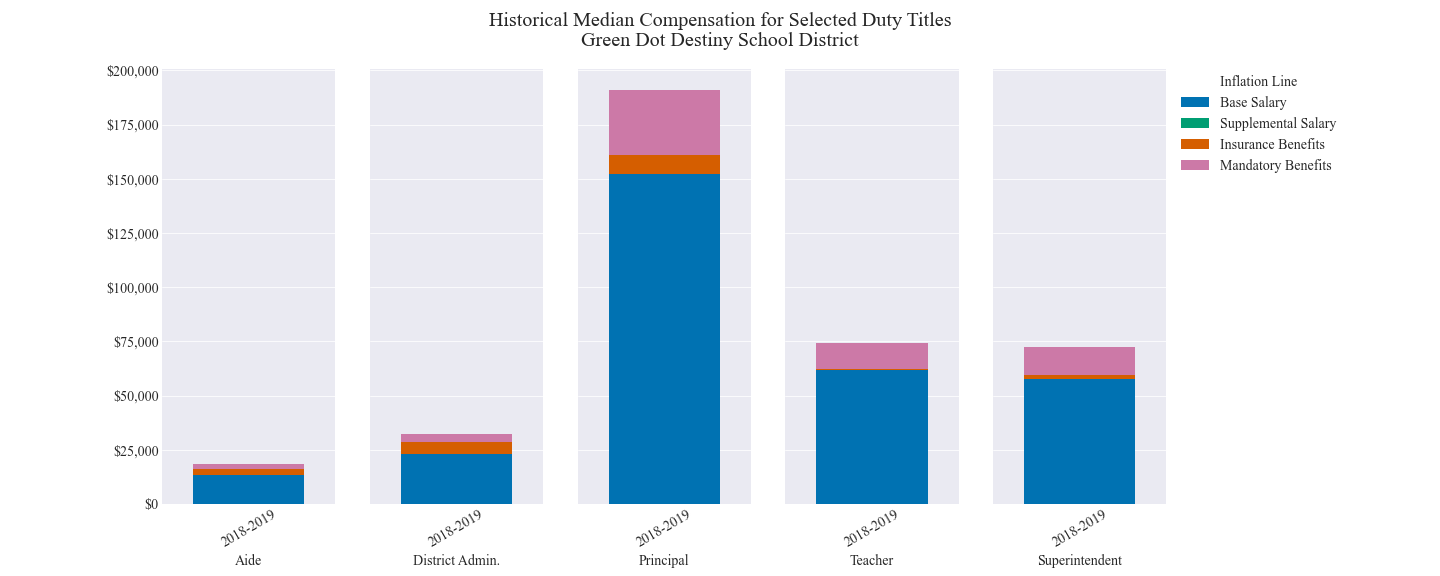 Historical Median Compensation for Selected Duty Titles
Green Dot Destiny School District
$200,000
$175,000
$150,000
$125,000
$100,000
$75,000
$50,000
$25,000
$0
2018-2019
2018-2019
2018-2019
2018-2019
2018-2019
Aide
District Admin.
Principal
Teacher
Superintendent
Inflation Line
Base Salary
Supplemental Salary
Insurance Benefits
Mandatory Benefits